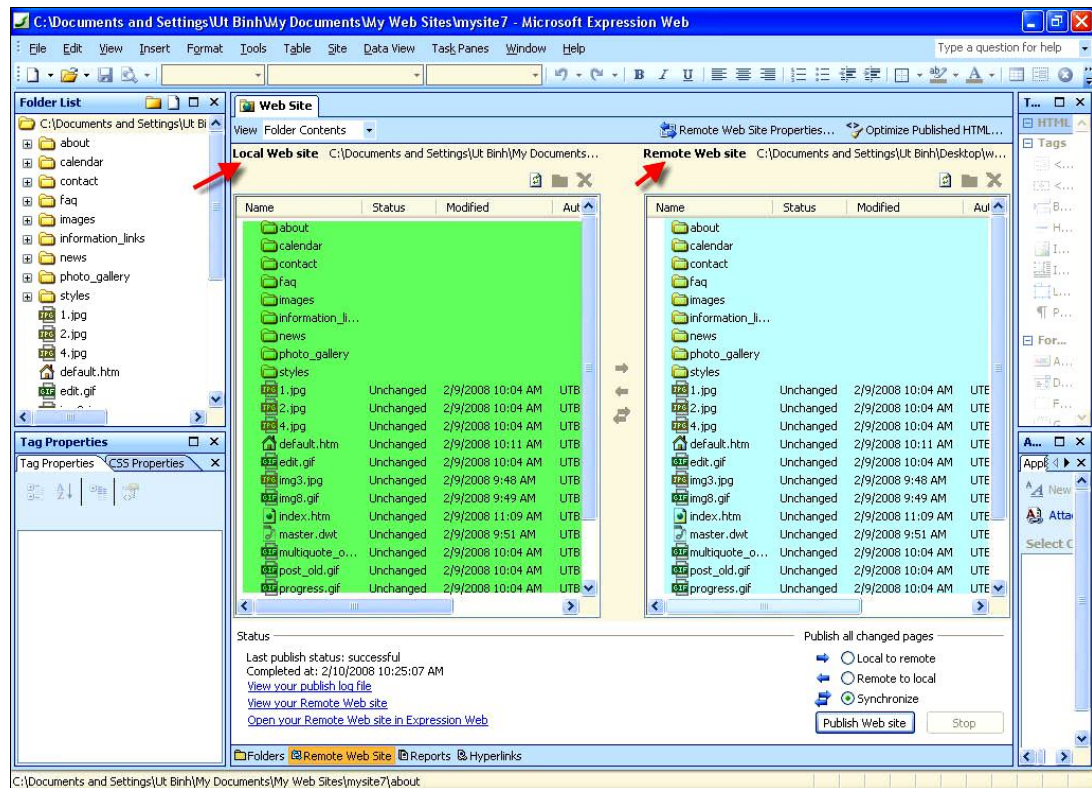 C:\Documents and Settings\Ut Binh\My Documents\My Web Sites\mysite7 - Microsoft Expression Web
File Edit View Insert Format Tools Table Site Data View Task Panes Window Help Type a question for help
Folder List
C:\Documents and Settings\Ut Bi
about
calendar
contact
faq
images
information_links
news
photo_gallery
styles
1.jpg
2.jpg
4.jpg
default.htm
edit.gif
Tag Properties
Tag Properties CSS Properties
Web Site
View Folder Contents Remote Web Site Properties... Optimize Published HTML...
Local Web site C:\Documents and Settings\Ut Binh\My Documents...
Name Status Modified Aut
about
calendar
contact
faq
images
information_li...
news
photo_gallery
styles
1.jpg Unchanged 2/9/2008 10:04 AM UTB
2.jpg Unchanged 2/9/2008 10:04 AM UTB
4.jpg Unchanged 2/9/2008 10:04 AM UTB
default.htm Unchanged 2/9/2008 10:11 AM UTB
edit.gif Unchanged 2/9/2008 10:04 AM UTB
img3.jpg Unchanged 2/9/2008 9:48 AM UTB
img8.gif Unchanged 2/9/2008 9:49 AM UTB
index.htm Unchanged 2/9/2008 11:09 AM UTB
master.dwt Unchanged 2/9/2008 9:51 AM UTB
multiquote_o... Unchanged 2/9/2008 10:04 AM UTB
post_old.gif Unchanged 2/9/2008 10:04 AM UTB
progress.gif Unchanged 2/9/2008 10:04 AM UTB
Remote Web site C:\Documents and Settings\Ut Binh\Desktop\w...
Name Status Modified Aut
about
calendar
contact
faq
images
information_li...
news
photo_gallery
styles
1.jpg Unchanged 2/9/2008 10:04 AM UTE
2.jpg Unchanged 2/9/2008 10:04 AM UTE
4.jpg Unchanged 2/9/2008 10:04 AM UTE
default.htm Unchanged 2/9/2008 10:11 AM UTE
edit.gif Unchanged 2/9/2008 10:04 AM UTE
img3.jpg Unchanged 2/9/2008 9:48 AM UTE
img8.gif Unchanged 2/9/2008 9:49 AM UTE
index.htm Unchanged 2/9/2008 11:09 AM UTE
master.dwt Unchanged 2/9/2008 9:51 AM UTE
multiquote_o... Unchanged 2/9/2008 10:04 AM UTE
post_old.gif Unchanged 2/9/2008 10:04 AM UTE
progress.gif Unchanged 2/9/2008 10:04 AM UTE
Status
Last publish status: successful
Completed at: 2/10/2008 10:25:07 AM
View your publish log file
View your Remote Web site
Open your Remote Web site in Expression Web
Publish all changed pages
Local to remote
Remote to local
Synchronize
Publish Web site Stop
Folders Remote Web Site Reports Hyperlinks
T...
HTML
Tags
<...
<...
B...
H...
I...
I...
L...
P...
For...
A...
D...
F...
A...
Appl
New
Atta
Select C
C:\Documents and Settings\Ut Binh\My Documents\My Web Sites\mysite7\about